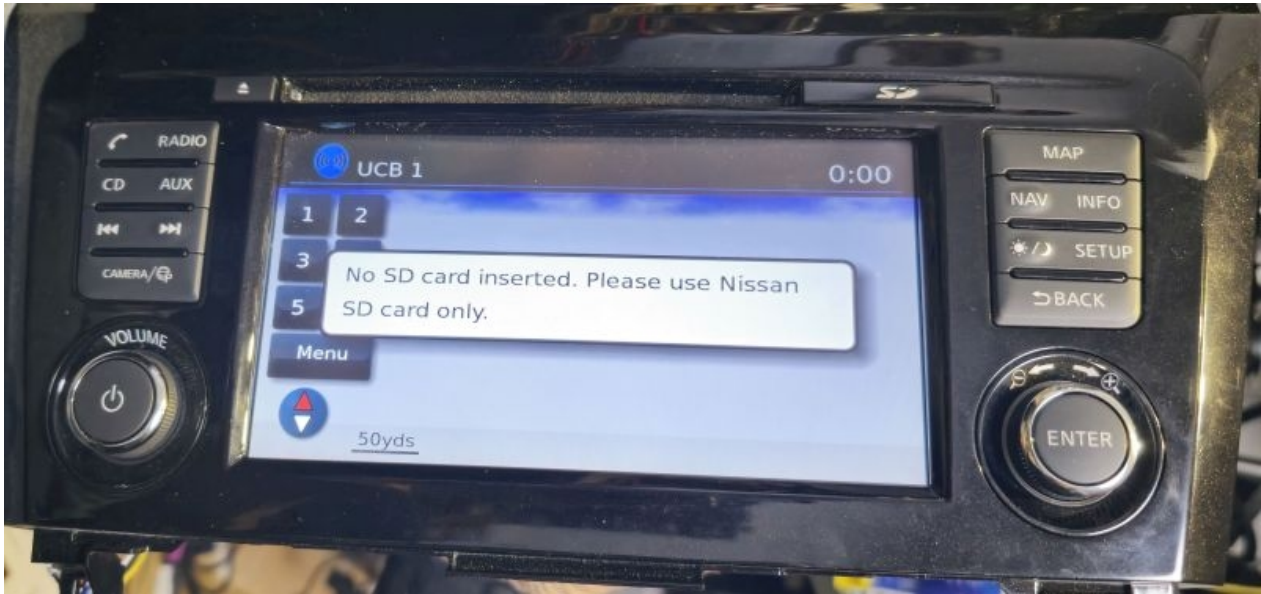 SD
RADIO
CD AUX
CAMERA/
VOLUME
UCB 1 0:00
1 2
3
5
Menu
No SD card inserted. Please use Nissan
SD card only.
50yds
MAP
NAV INFO
SETUP
BACK
ENTER